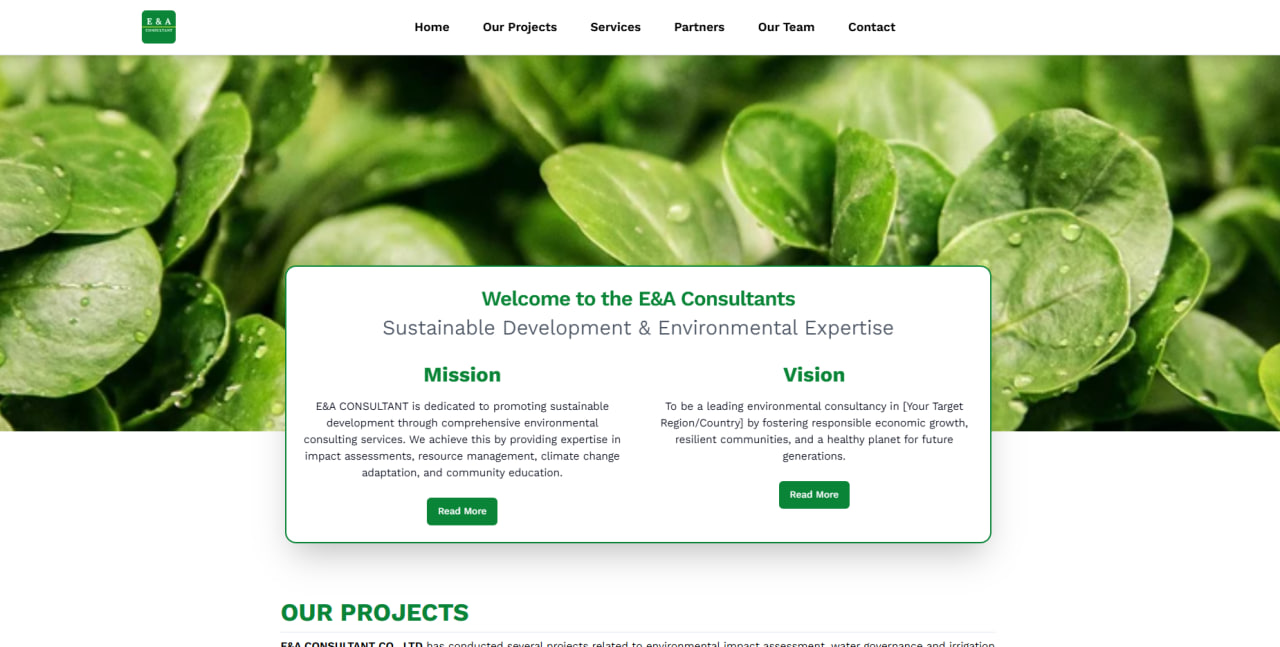 E & A
CONSULTANT
Home
Our Projects
Services
Partners
Our Team
Contact
Welcome to the E&A Consultants
Sustainable Development & Environmental Expertise
Mission
E&A CONSULTANT is dedicated to promoting sustainable
development through comprehensive environmental
consulting services. We achieve this by providing expertise in
impact assessments, resource management, climate change
adaptation, and community education.
Read More
Vision
To be a leading environmental consultancy in [Your Target
Region/Country] by fostering responsible economic growth,
resilient communities, and a healthy planet for future
generations.
Read More
OUR PROJECTS
E&A CONSULTANT CO., LTD has conducted several projects related to environmental impact assessment, water governance and irrigation